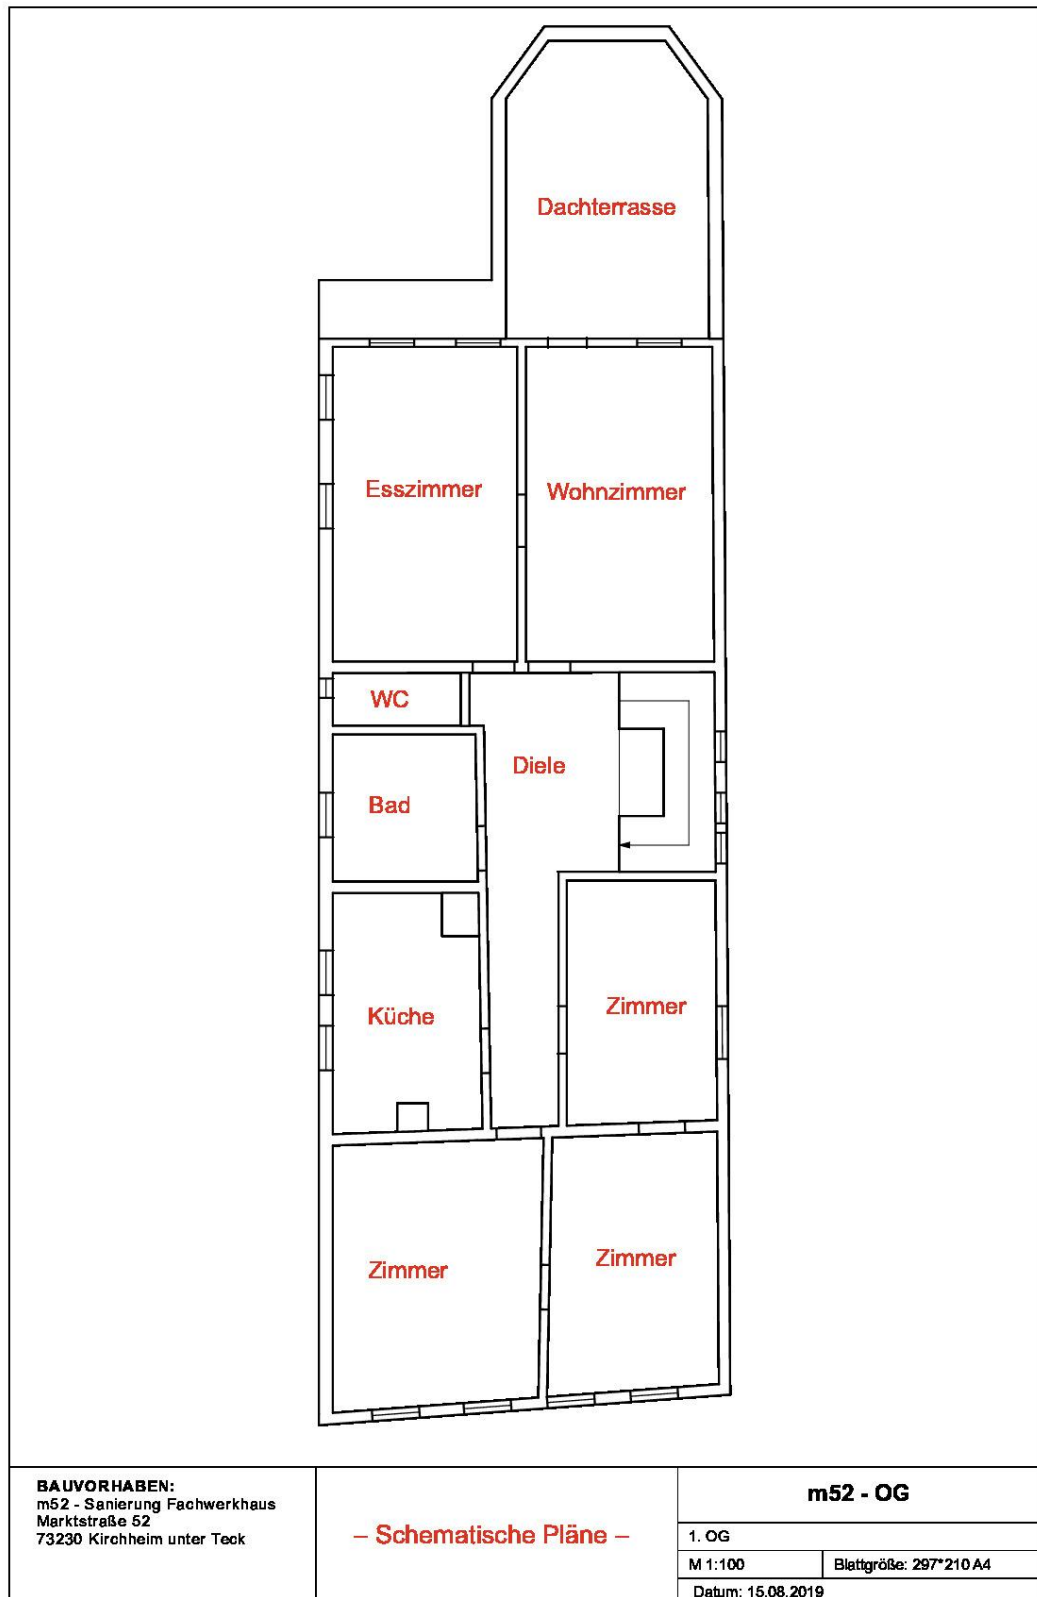 Dachterrasse
Esszimmer
Wohnzimmer
WC
Diele
Bad
Küche
Zimmer
Zimmer
Zimmer
BAUVORHABEN:
m52 - Sanierung Fachwerkhaus
Marktstraße 52
73230 Kirchheim unter Teck
– Schematische Pläne –
m52 - OG
1. OG
M 1:100
Blattgröße: 297*210 A4
Datum: 15.08.2019